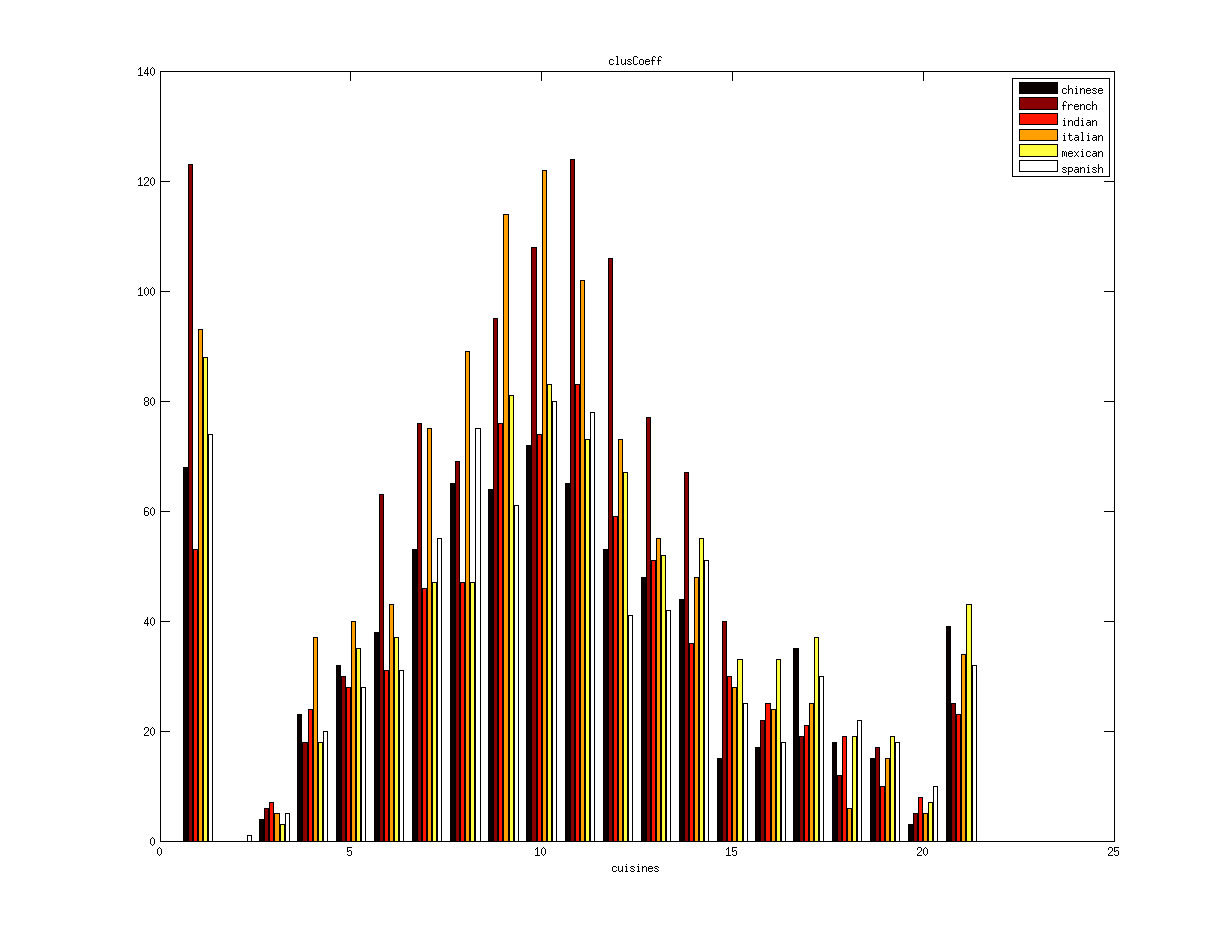 clusCoeff
140
120
100
80
60
40
20
0
chinese
french
indian
italian
mexican
spanish
0 5 10 15 20 25
cuisines